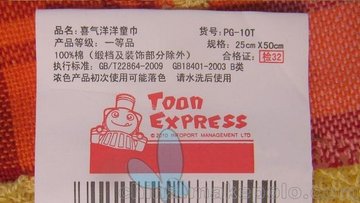 品名：喜气洋洋童巾 货号：PG-10T
产品等级：一等品 规格：25cm X50cm
100%棉（缎档及装饰部分除外） 合格证：检32
执行标准：GB/T22864-2009 GB18401-2003 B类
浓色产品初次使用可能落色 请水洗后使用
Toon
EXPRESS
© 2010 INFOPORT MANAGEMENT LTD